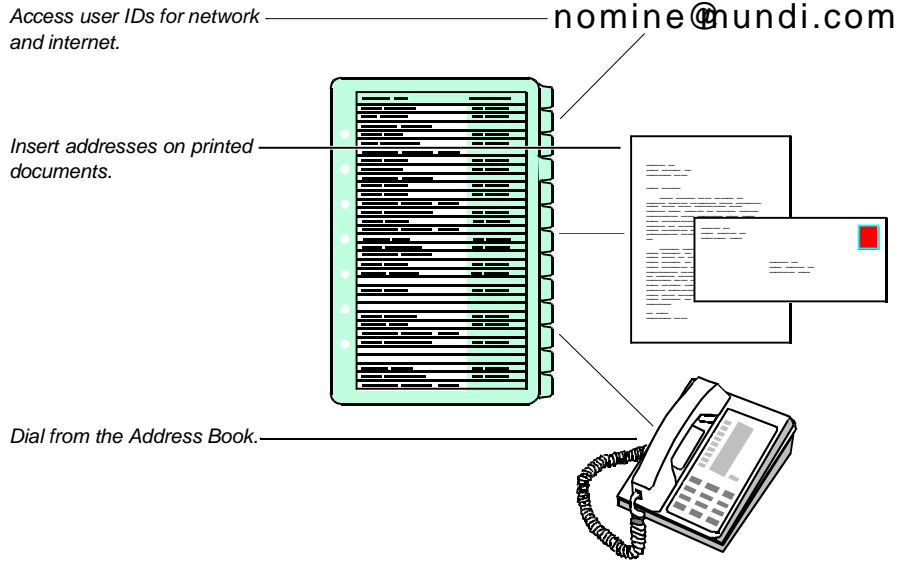 Access user IDs for network
and internet.
nomine@mundi.com
Insert addresses on printed
documents.
Dial from the Address Book.